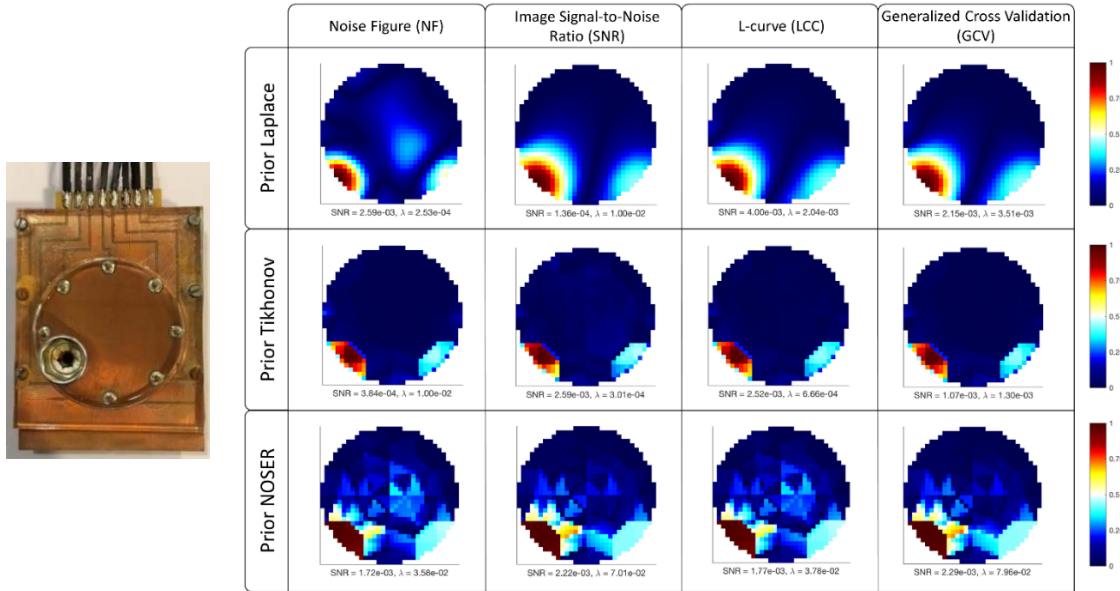 Noise Figure (NF)
Image Signal-to-Noise
Ratio (SNR)
L-curve (LCC)
Generalized Cross Validation
(GCV)
Prior Laplace
SNR = 2.59e-03, λ = 2.53e-04
SNR = 1.36e-04, λ = 1.00e-02
SNR = 4.00e-03, λ = 2.04e-03
SNR = 2.15e-03, λ = 3.51e-03
1
0.75
0.5
0.25
0
Prior Tikhonov
SNR = 3.84e-04, λ = 1.00e-02
SNR = 2.59e-03, λ = 3.01e-04
SNR = 2.52e-03, λ = 6.66e-04
SNR = 1.07e-03, λ = 1.30e-03
1
0.75
0.5
0.25
0
Prior NOSER
SNR = 1.72e-03, λ = 3.58e-02
SNR = 2.22e-03, λ = 7.01e-02
SNR = 1.77e-03, λ = 3.78e-02
SNR = 2.29e-03, λ = 7.96e-02
1
0.75
0.5
0.25
0